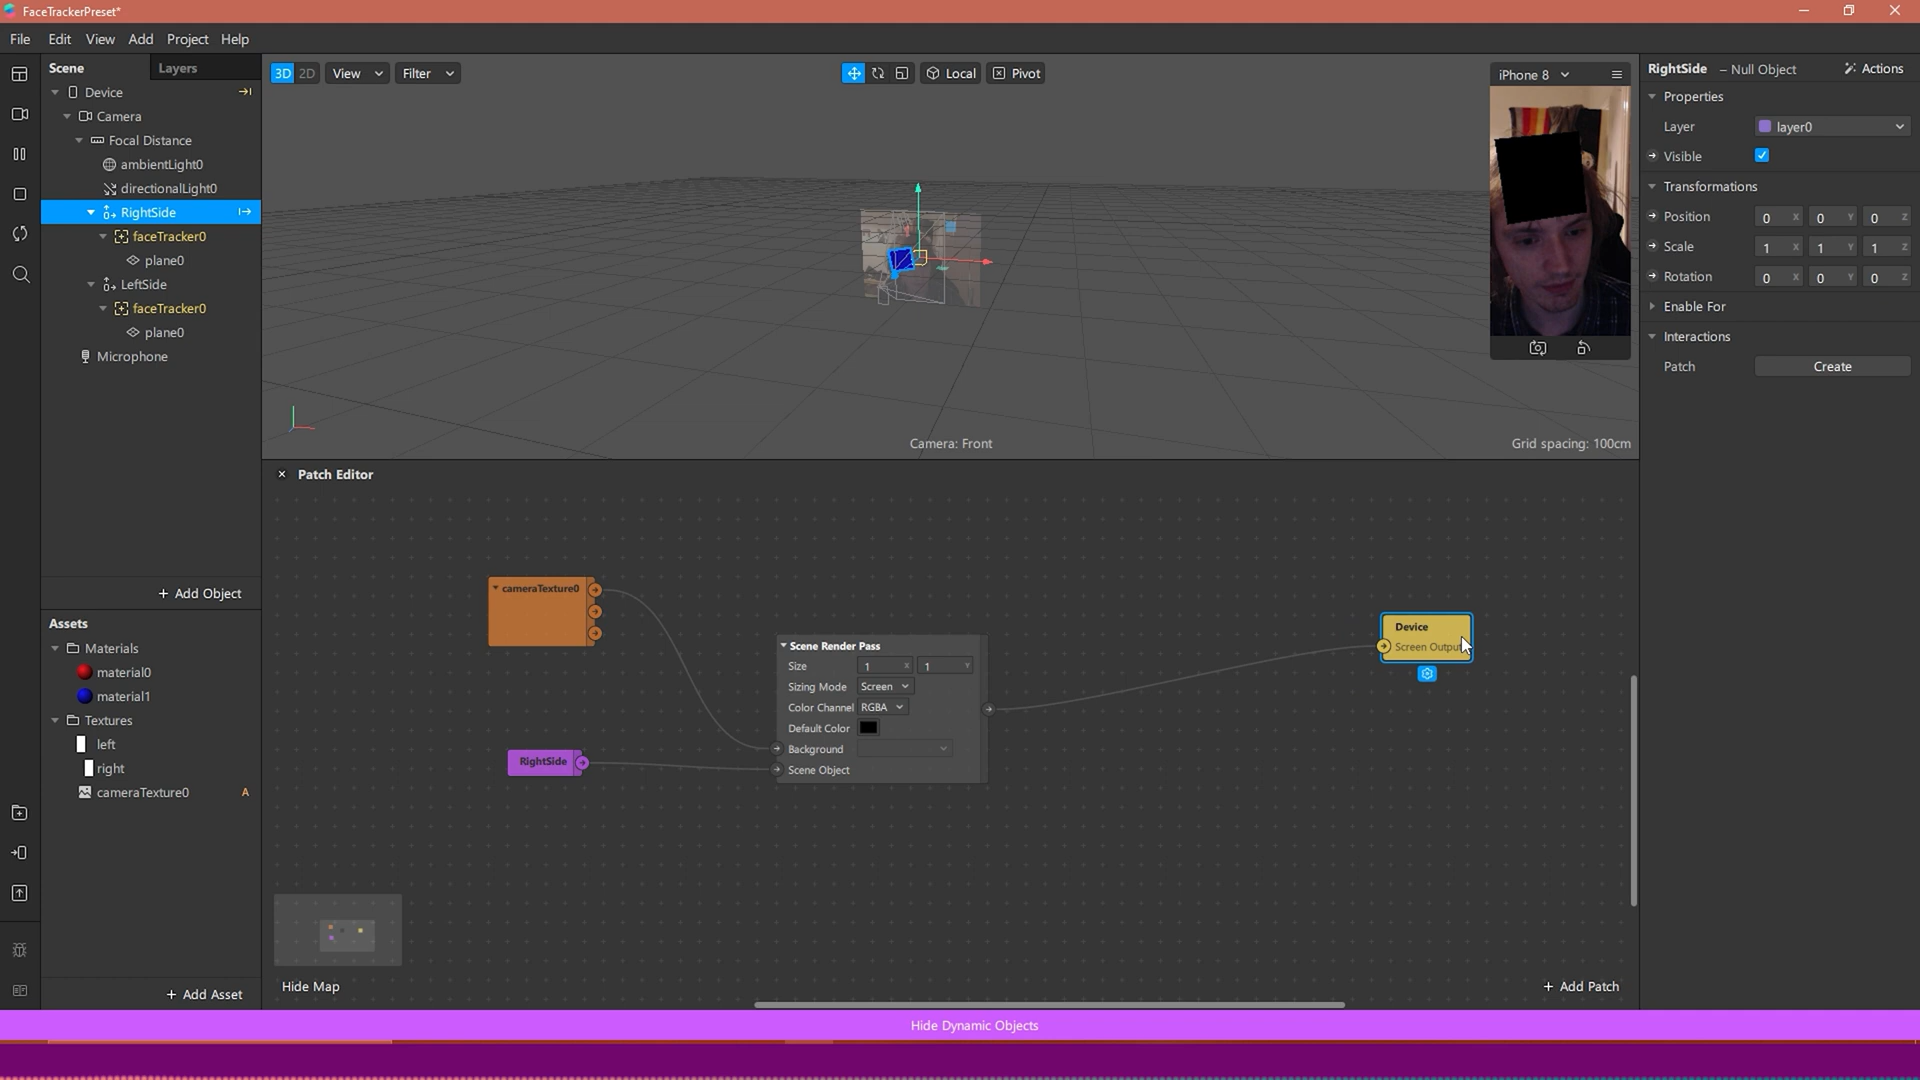 FaceTrackerPreset*
File Edit View Add Project Help
Scene Layers
Device
Camera
Focal Distance
ambientLight0
directionalLight0
RightSide
faceTracker0
plane0
LeftSide
faceTracker0
plane0
Microphone
+ Add Object
Assets
Materials
material0
material1
Textures
left
right
cameraTexture0 A
+ Add Asset
3D 2D View Filter Local Pivot
iPhone 8
Camera: Front
Grid spacing: 100cm
Patch Editor
cameraTexture0
RightSide
Scene Render Pass
Size 1 X 1 Y
Sizing Mode Screen
Color Channel RGBA
Default Color
Background
Scene Object
Device
Screen Outpu
Hide Map
+ Add Patch
RightSide – Null Object Actions
Properties
Layer layer0
Visible
Transformations
Position 0 X 0 Y 0 Z
Scale 1 X 1 Y 1 Z
Rotation 0 X 0 Y 0 Z
Enable For
Interactions
Patch Create
Hide Dynamic Objects